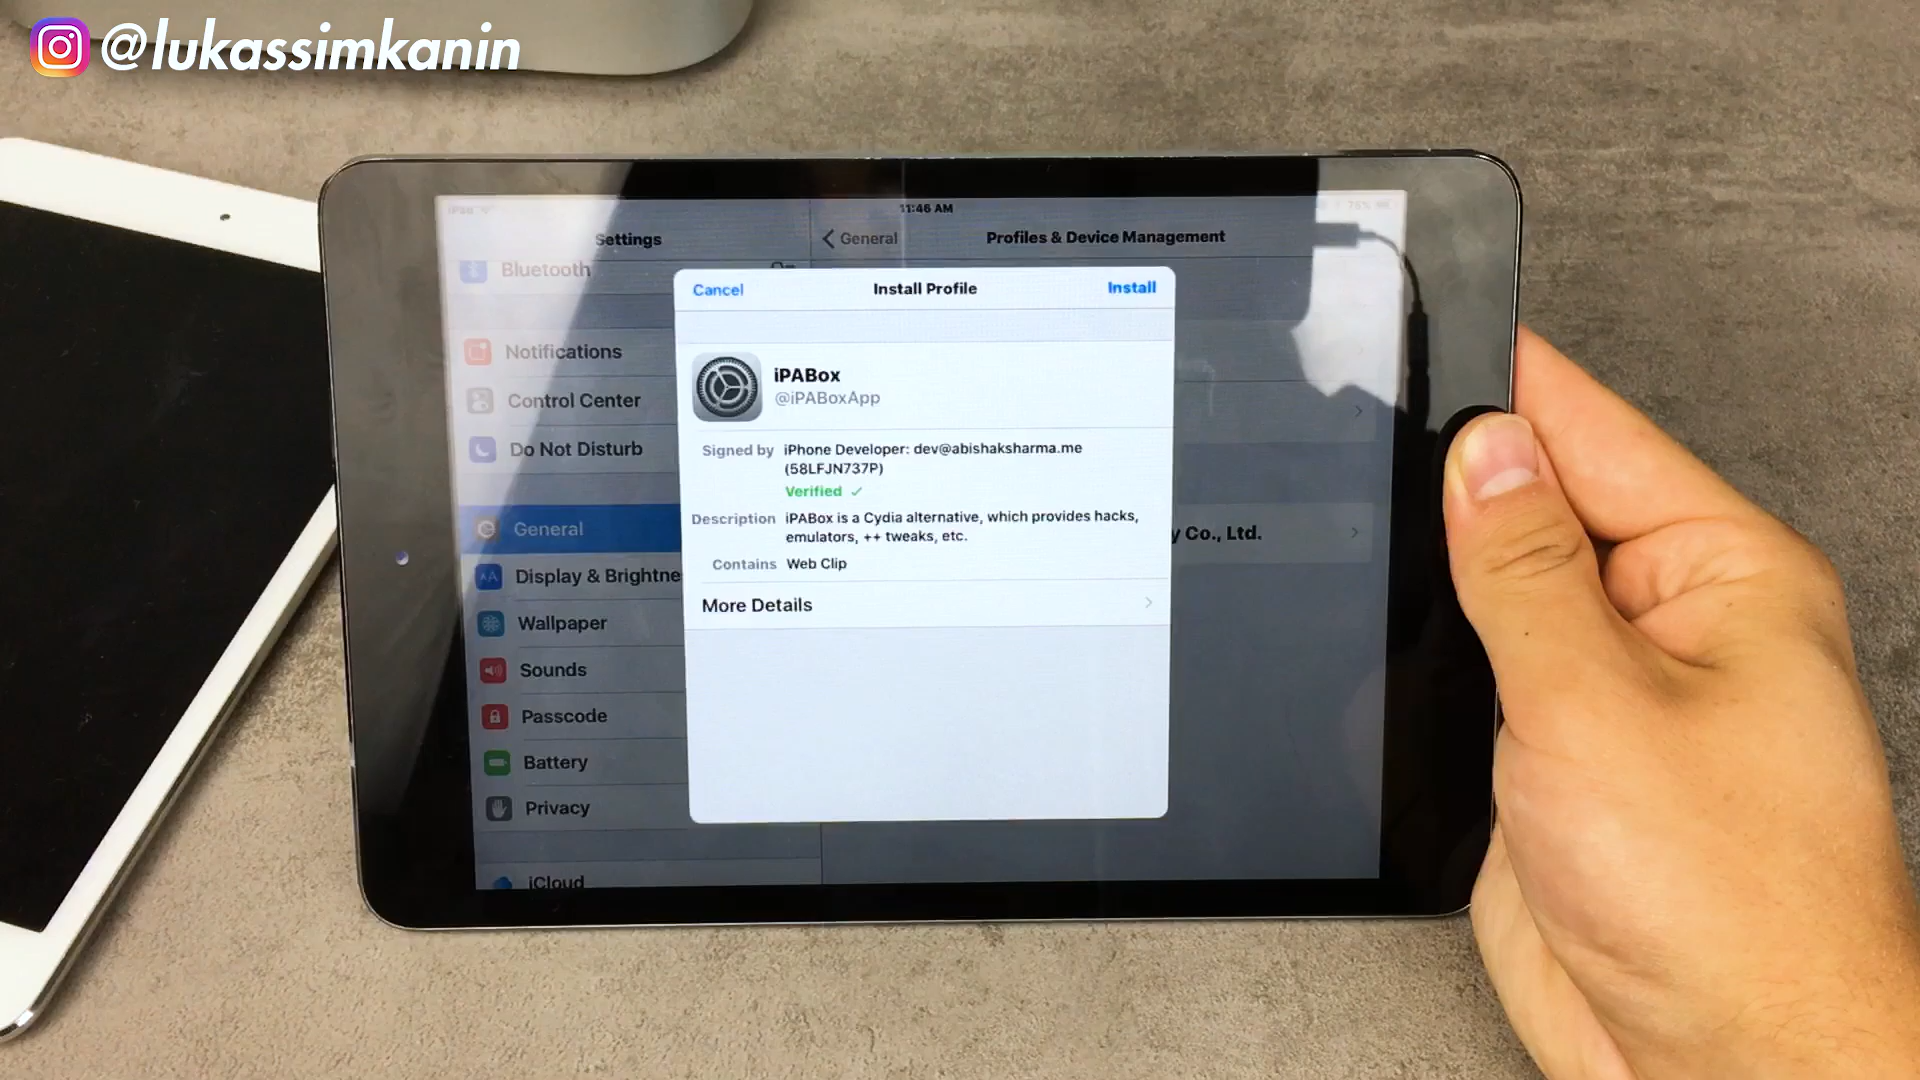 @lukassimkanin
iPad
11:46 AM
76%
Settings
General
Profiles & Device Management
Bluetooth
On
Notifications
Control Center
Do Not Disturb
General
Display & Brightne
Wallpaper
Sounds
Passcode
Battery
Privacy
iCloud
Cancel
Install Profile
Install
iPABox
@iPABoxApp
Signed by iPhone Developer: dev@abishaksharma.me
(58LFJN737P)
Verified ✓
Description iPABox is a Cydia alternative, which provides hacks,
emulators, ++ tweaks, etc.
Contains Web Clip
More Details
y Co., Ltd.